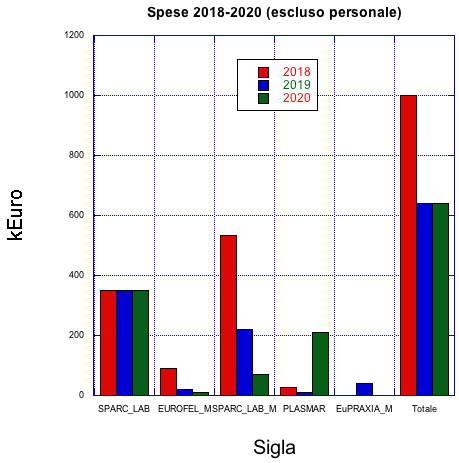 Spese 2018-2020 (escluso personale)
1200
2018
2019
2020
1000
800
600
400
200
0
kEuro
SPARC_LAB EUROFEL_M SPARC_LAB_M PLASMAR EuPRAXIA_M Totale
Sigla